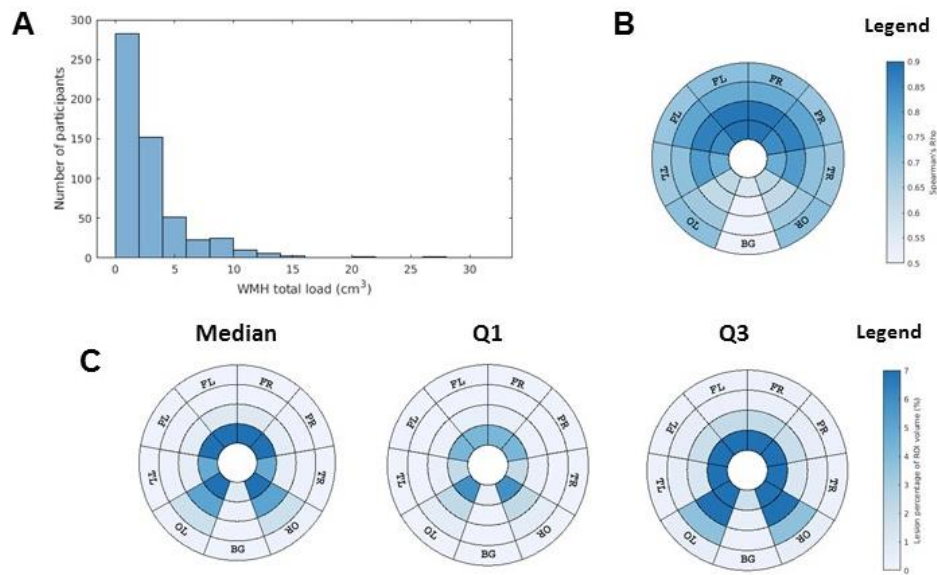 A
B
Legend
300
250
200
150
100
50
0
Number of participants
0 5 10 15 20 25 30
WMH total load (cm³)
FL FR
PL PR
TL TR
OL OR
BG
0.9
0.85
0.8
0.75
0.7
0.65
0.6
0.55
0.5
Spearman's Rho
C
Median Q1 Q3 Legend
FL FR
PL PR
TL TR
OL OR
BG
FL FR
PL PR
TL TR
OL OR
BG
FL FR
PL PR
TL TR
OL OR
BG
7
6
5
4
3
2
1
0
Lesion percentage of ROI volume (%)